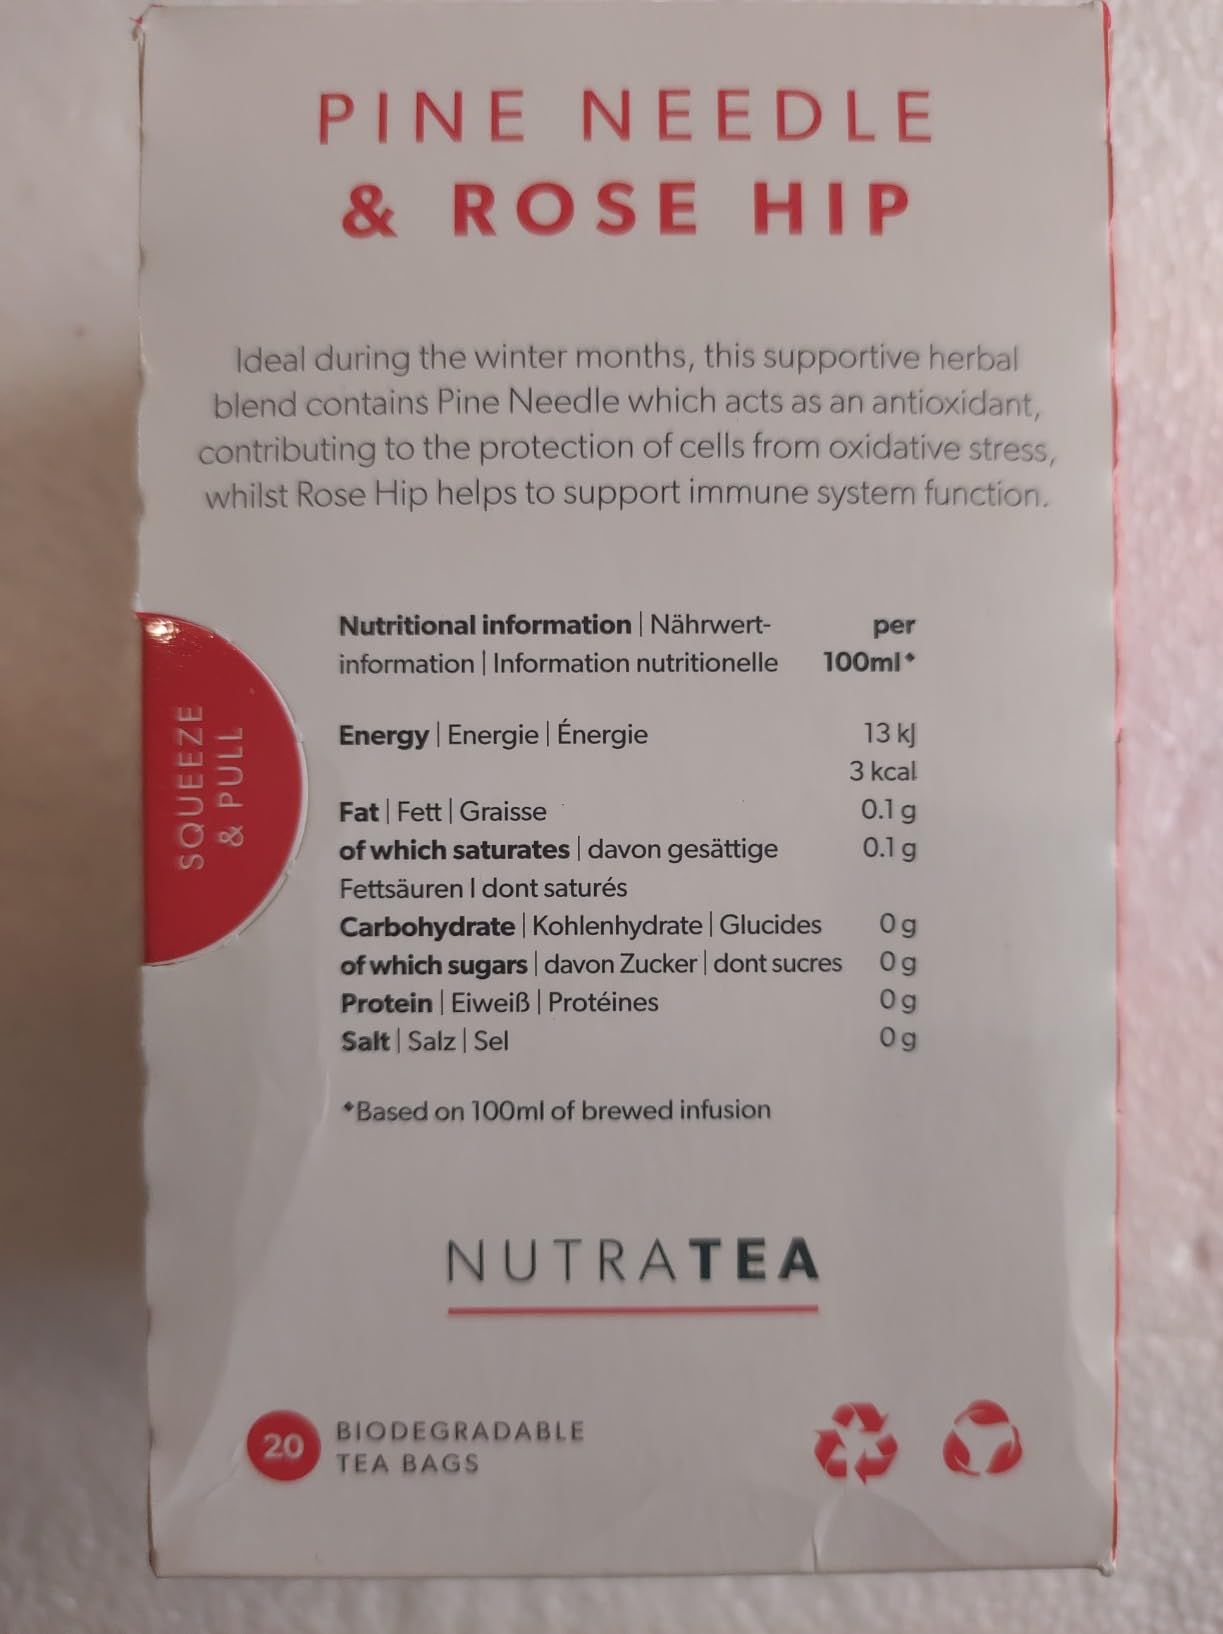 PINE NEEDLE
& ROSE HIP
Ideal during the winter months, this supportive herbal
blend contains Pine Needle which acts as an antioxidant,
contributing to the protection of cells from oxidative stress,
whilst Rose Hip helps to support immune system function.
SQUEEZE
& PULL
Nutritional information | Nährwert- per
information | Information nutritionelle 100ml◆
Energy | Energie | Énergie 13 kJ
3 kcal
Fat | Fett | Graisse 0.1 g
of which saturates | davon gesättige 0.1 g
Fettsäuren I dont saturés
Carbohydrate | Kohlenhydrate | Glucides 0 g
of which sugars | davon Zucker | dont sucres 0 g
Protein | Eiweiß | Protéines 0 g
Salt | Salz | Sel 0 g
◆Based on 100ml of brewed infusion
NUTRATEA
20 BIODEGRADABLE
TEA BAGS